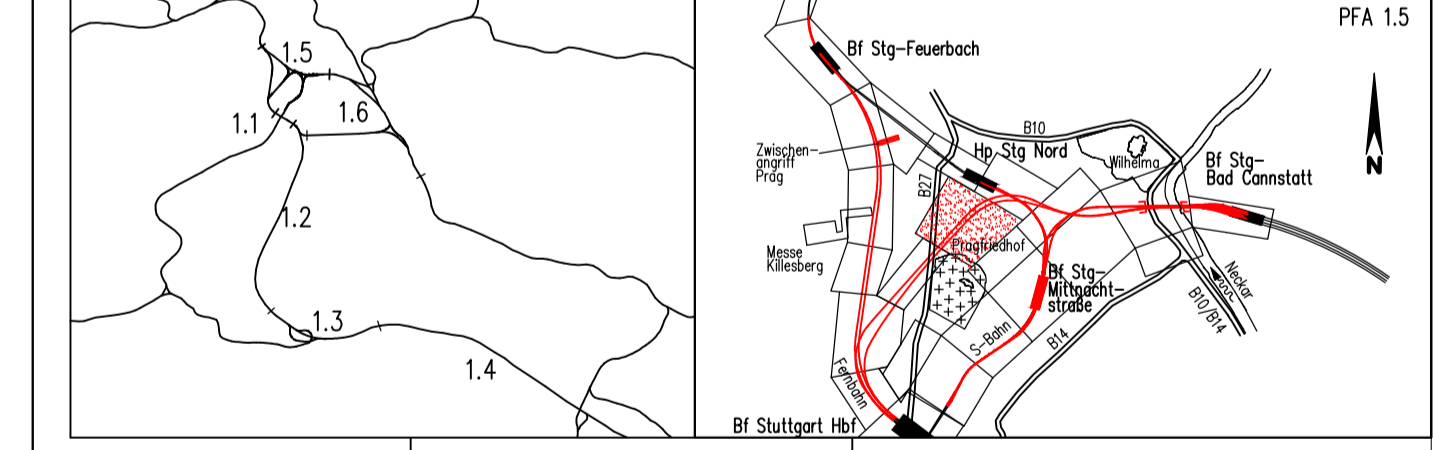 1.5
1.6
1.1
1.2
1.3
1.4
PFA 1.5
Bf Stg-Feuerbach
N
B10
Zwischen-
angriff
Prag
Hp Stg Nord
Wilhelma
Bf Stg-
Bad Cannstatt
B27
Pragfriedhof
Messe
Killesberg
Bf Stg-
Mittnacht-
straße
Neckar
B10/B14
S-Bahn
B14
Fernbahn
Bf Stuttgart Hbf